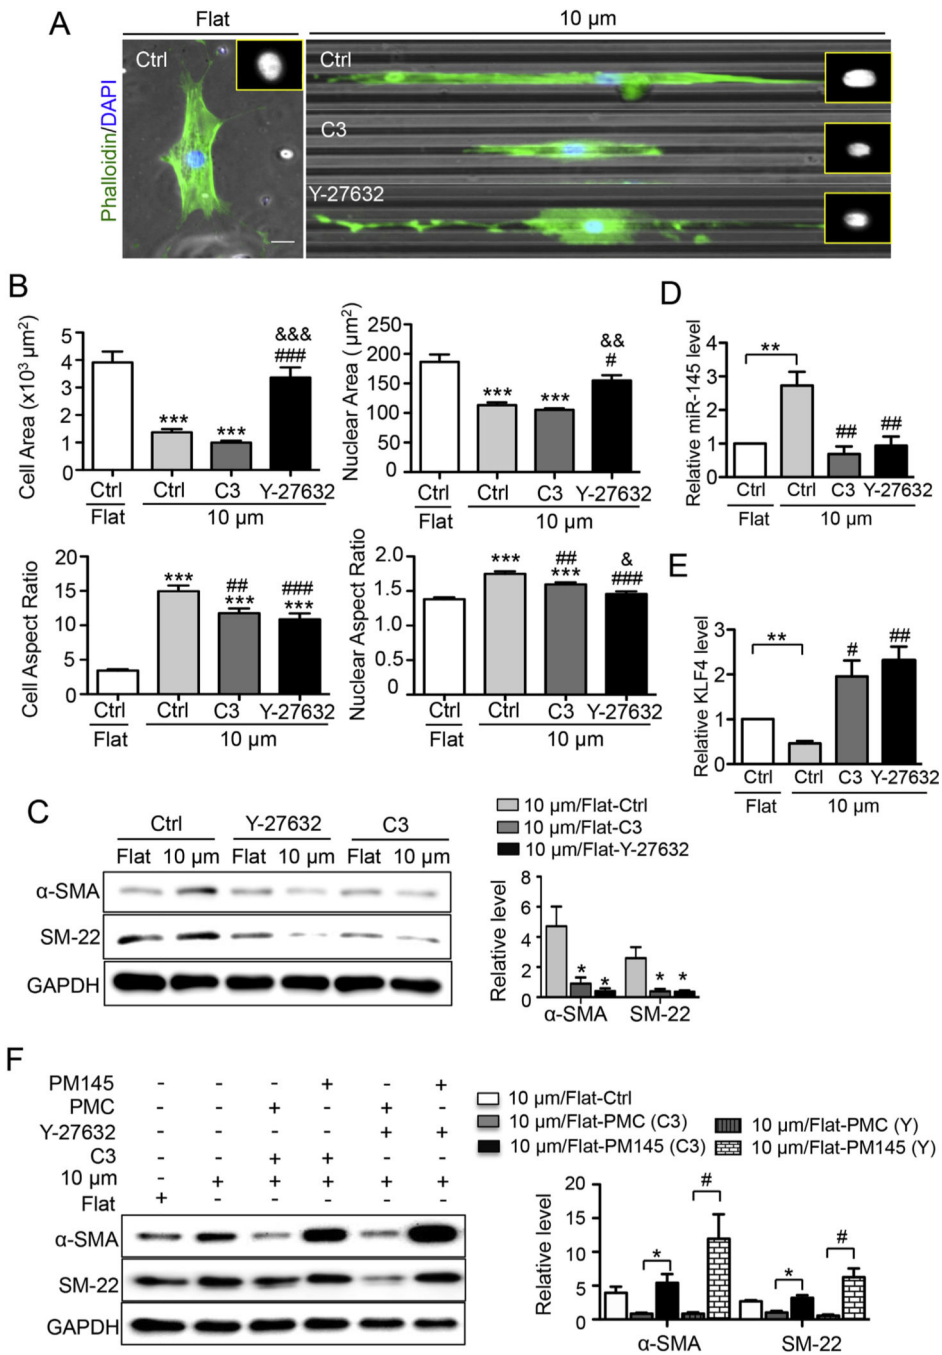 A
Flat
10 µm
Phalloidin/DAPI
Ctrl
Ctrl
C3
Y-27632
B
Cell Area (x10³ µm²)
5
4
3
2
1
0
***
***
&&&
###
Ctrl
Ctrl
C3
Y-27632
Flat
10 µm
Nuclear Area (µm²)
250
200
150
100
50
0
***
***
&&
#
Ctrl
Ctrl
C3
Y-27632
Flat
10 µm
Cell Aspect Ratio
20
15
10
5
0
***
##
***
###
***
Ctrl
Ctrl
C3
Y-27632
Flat
10 µm
Nuclear Aspect Ratio
2.0
1.5
1.0
0.5
0
***
##
***
&
###
Ctrl
Ctrl
C3
Y-27632
Flat
10 µm
D
Relative miR-145 level
4
3
2
1
0
**
##
##
Ctrl
Ctrl
C3
Y-27632
Flat
10 µm
E
Relative KLF4 level
3
2
1
0
**
#
##
Ctrl
Ctrl
C3
Y-27632
Flat
10 µm
C
Ctrl
Y-27632
C3
Flat 10 µm Flat 10 µm Flat 10 µm
α-SMA
SM-22
GAPDH
10 µm/Flat-Ctrl
10 µm/Flat-C3
10 µm/Flat-Y-27632
Relative level
8
6
4
2
0
* *
* *
α-SMA
SM-22
F
PM145 - - - + - +
PMC - - + - + -
Y-27632 - - - - + +
C3 - - + + - -
10 µm - + + + + +
Flat + - - - - -
α-SMA
SM-22
GAPDH
10 µm/Flat-Ctrl
10 µm/Flat-PMC (C3)
10 µm/Flat-PM145 (C3)
10 µm/Flat-PMC (Y)
10 µm/Flat-PM145 (Y)
Relative level
20
15
10
5
0
*
#
*
#
α-SMA
SM-22